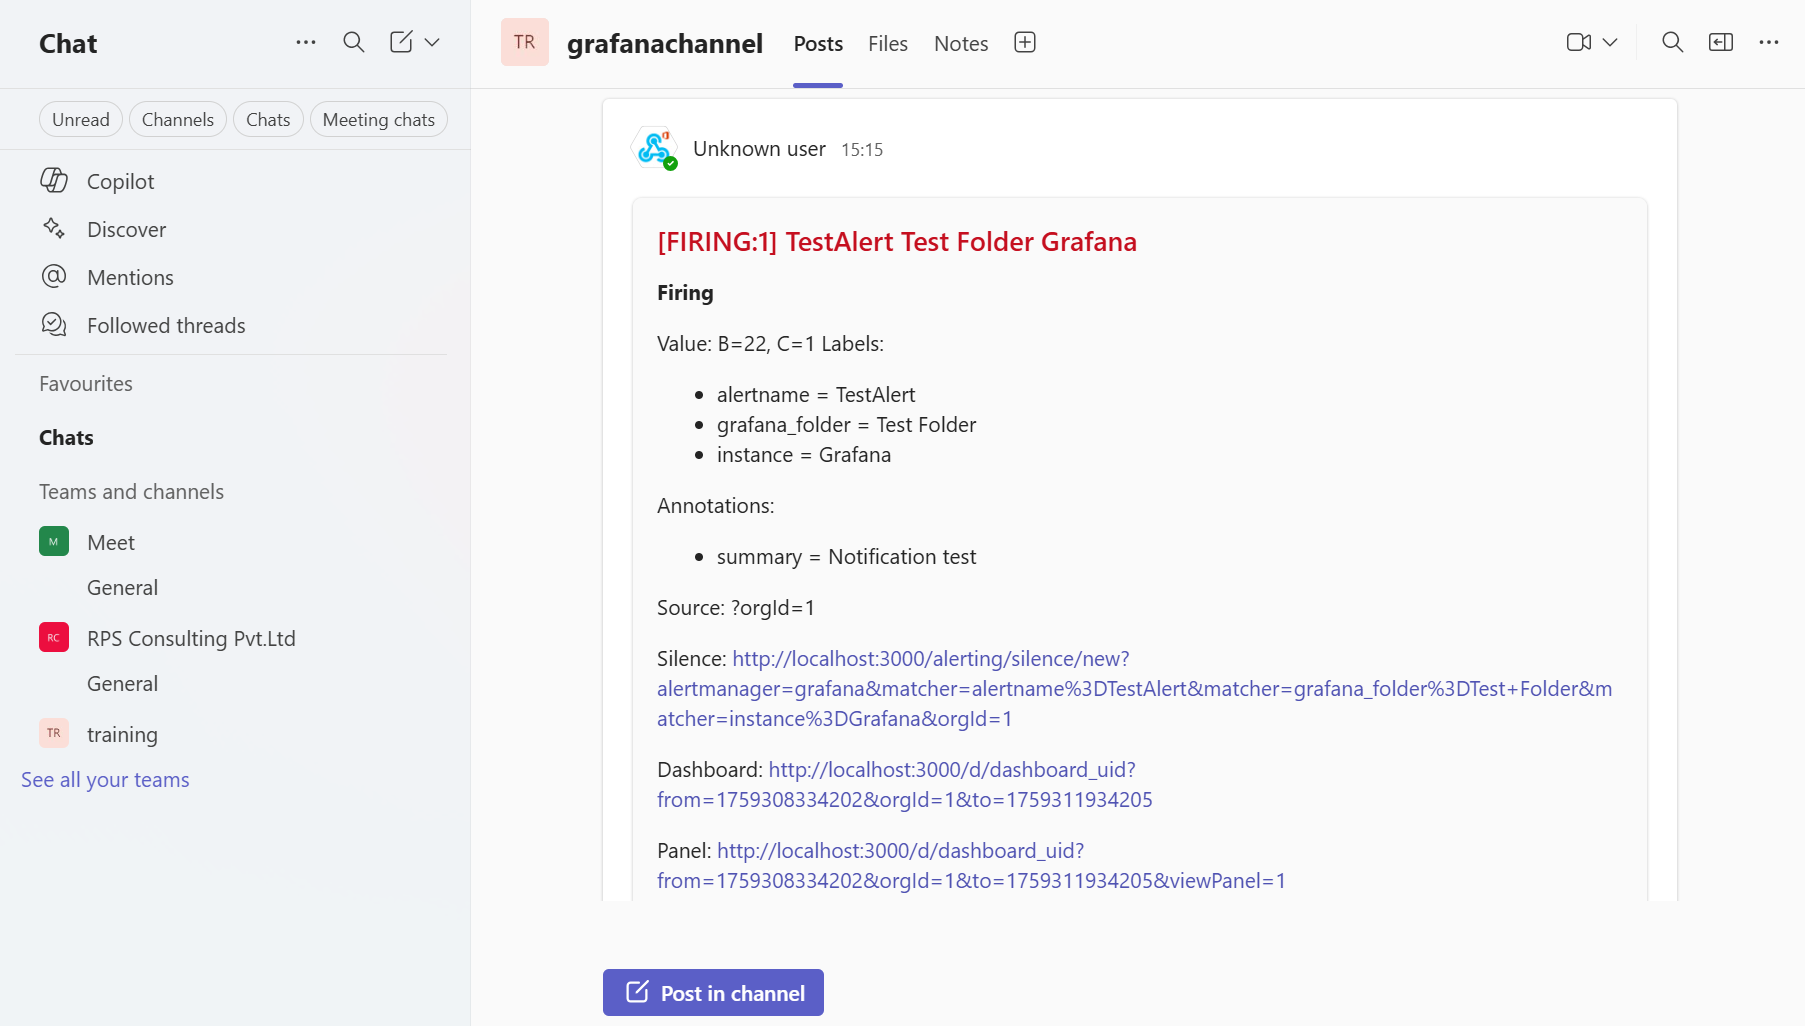 Chat
Unread
Channels
Chats
Meeting chats
Copilot
Discover
Mentions
Followed threads
Favourites
Chats
Teams and channels
M
Meet
General
RC
RPS Consulting Pvt.Ltd
General
TR
training
See all your teams
TR
grafanachannel
Posts
Files
Notes
Unknown user 15:15
[FIRING:1] TestAlert Test Folder Grafana
Firing
Value: B=22, C=1 Labels:
• alertname = TestAlert
• grafana_folder = Test Folder
• instance = Grafana
Annotations:
• summary = Notification test
Source: ?orgId=1
Silence: http://localhost:3000/alerting/silence/new?
alertmanager=grafana&matcher=alertname%3DTestAlert&matcher=grafana_folder%3DTest+Folder&m
atcher=instance%3DGrafana&orgId=1
Dashboard: http://localhost:3000/d/dashboard_uid?
from=1759308334202&orgId=1&to=1759311934205
Panel: http://localhost:3000/d/dashboard_uid?
from=1759308334202&orgId=1&to=1759311934205&viewPanel=1
Post in channel